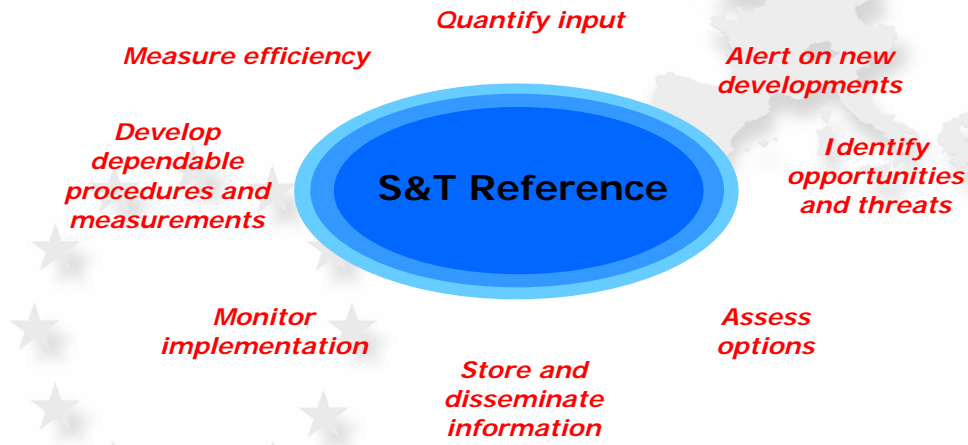 Quantify input
Measure efficiency
Alert on new
developments
Develop
dependable
procedures and
measurements
S&T Reference
Identify
opportunities
and threats
Monitor
implementation
Assess
options
Store and
disseminate
information